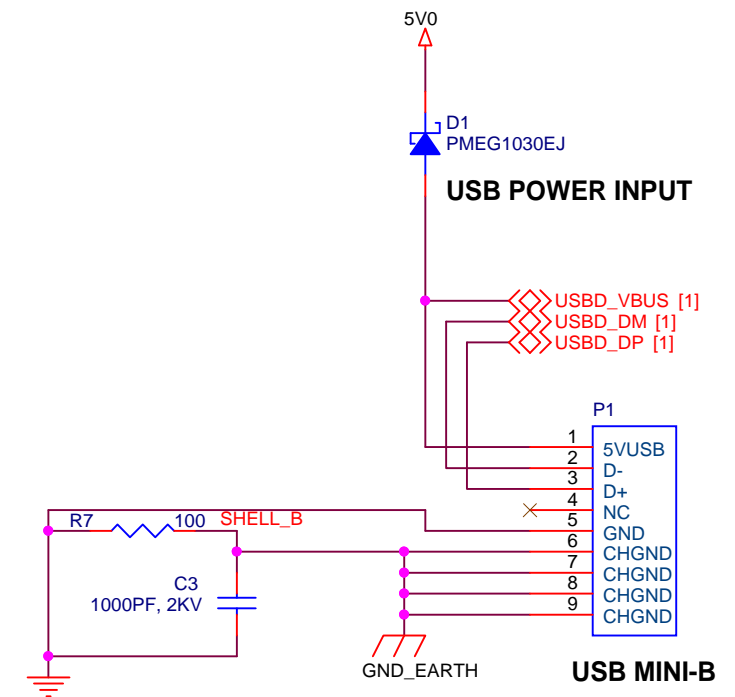 5V0
D1
PMEG1030EJ
USB POWER INPUT
USBD_VBUS [1]
USBD_DM [1]
USBD_DP [1]
P1
1 5VUSB
2 D-
3 D+
4 NC
5 GND
6 CHGND
7 CHGND
8 CHGND
9 CHGND
R7 100 SHELL_B
C3
1000PF, 2KV
GND_EARTH
USB MINI-B